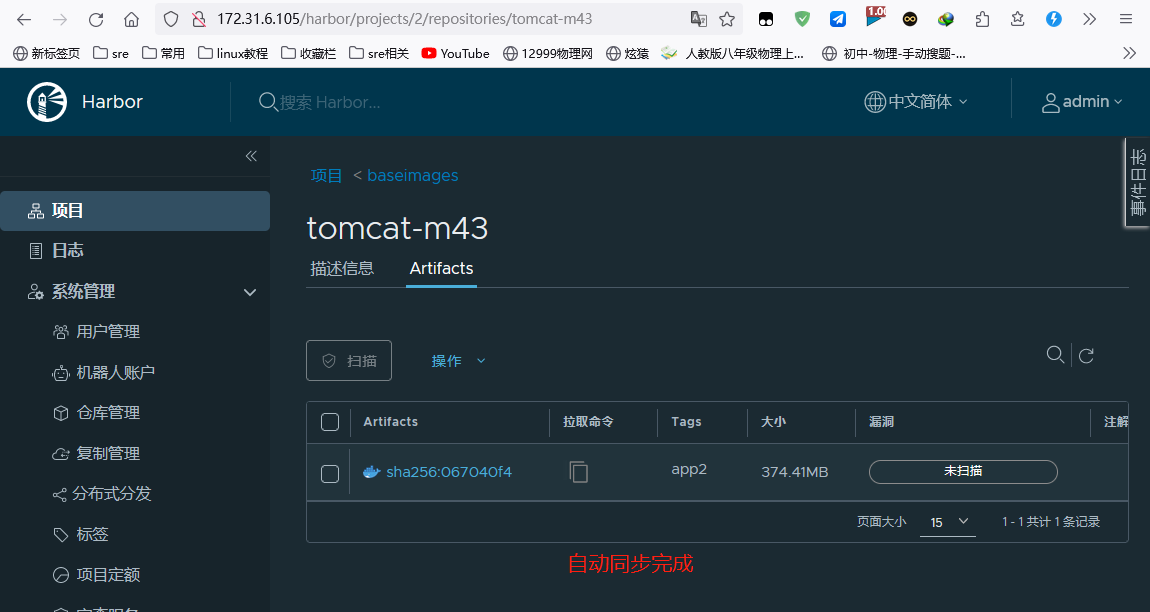 172.31.6.105/harbor/projects/2/repositories/tomcat-m43
1.00
新标签页 sre 常用 linux教程 收藏栏 sre相关 YouTube 12999物理网 炫猿 人教版八年级物理上... 初中-物理-手动搜题-...
Harbor
搜索 Harbor...
中文简体
admin
事件日志
项目
日志
系统管理
用户管理
机器人账户
仓库管理
复制管理
分布式分发
标签
项目定额
项目 < baseimages
tomcat-m43
描述信息 Artifacts
扫描 操作
Artifacts 拉取命令 Tags 大小 漏洞 注解
sha256:067040f4 app2 374.41MB 未扫描
页面大小 15 1 - 1 共计 1 条记录
自动同步完成